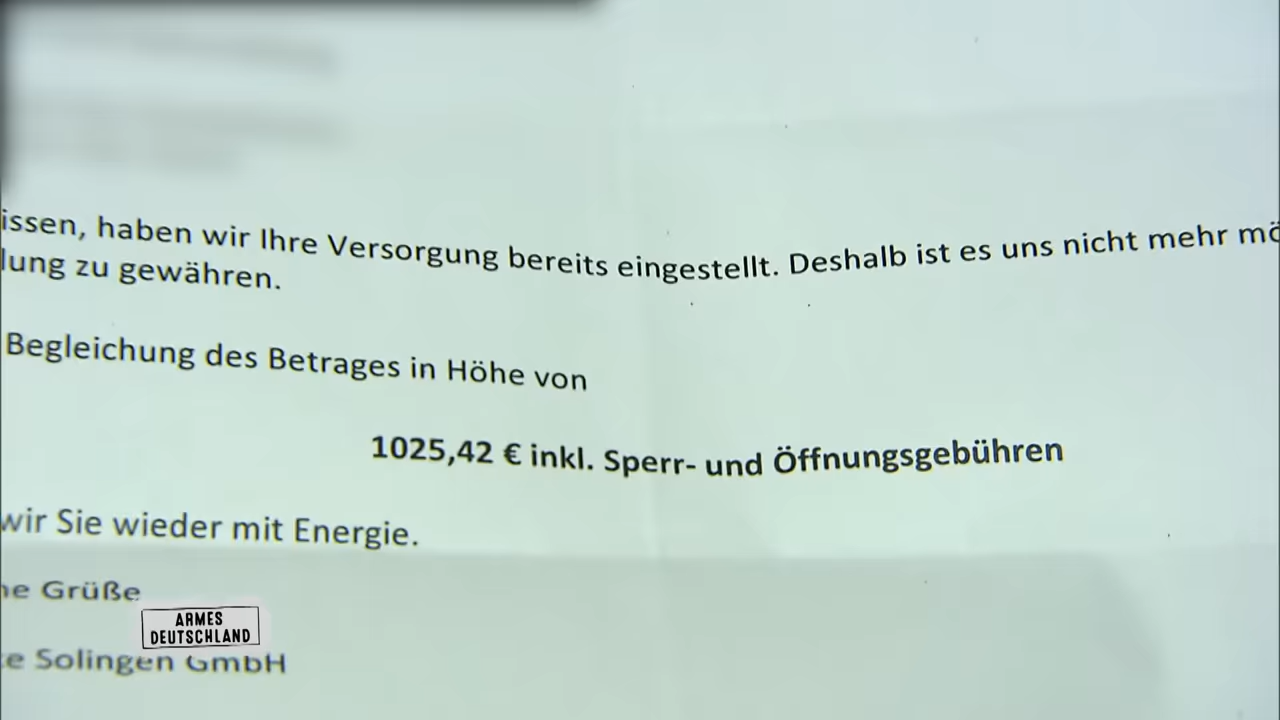 issen, haben wir Ihre Versorgung bereits eingestellt. Deshalb ist es uns nicht mehr mö
lung zu gewähren.
Begleichung des Betrages in Höhe von
1025,42 € inkl. Sperr- und Öffnungsgebühren
wir Sie wieder mit Energie.
ne Grüße
ARMES
DEUTSCHLAND
ke Solingen GmbH